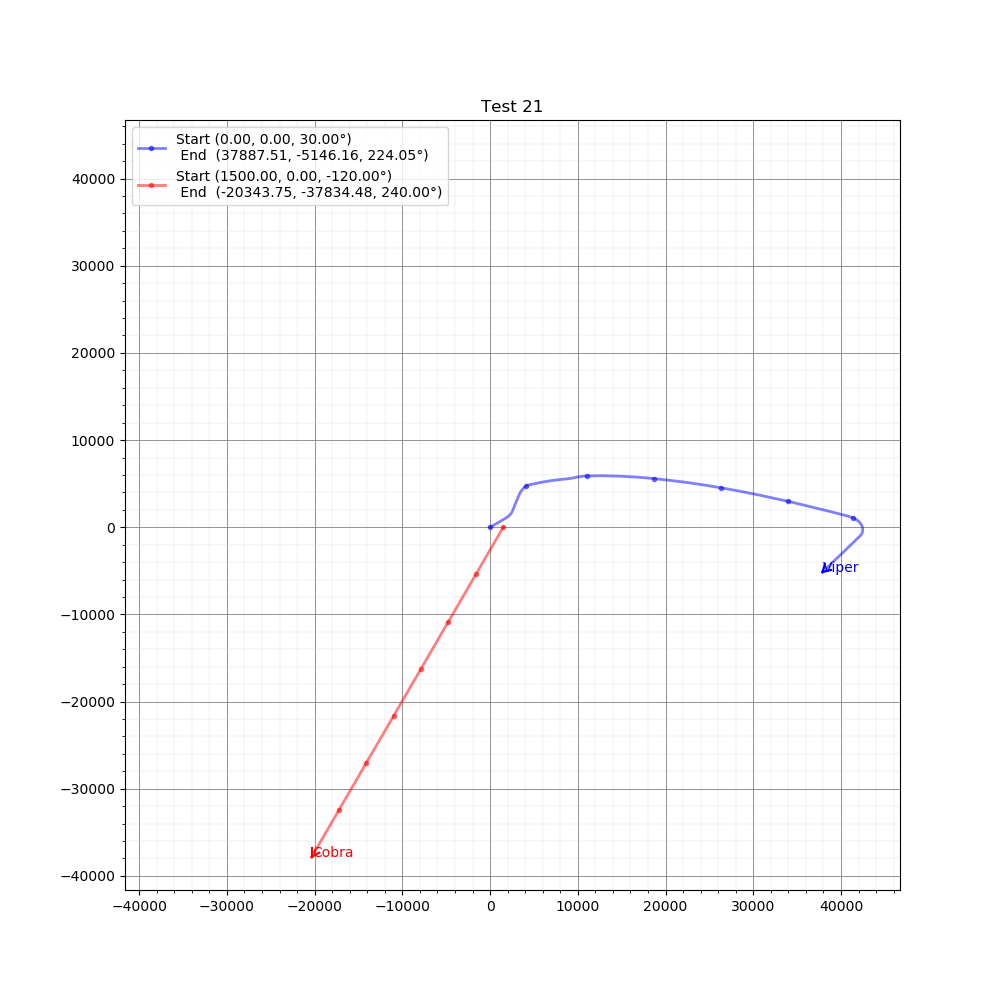 Test 21
Start (0.00, 0.00, 30.00°)
End  (37887.51, -5146.16, 224.05°)
Start (1500.00, 0.00, -120.00°)
End  (-20343.75, -37834.48, 240.00°)
40000
30000
20000
10000
0
−10000
−20000
−30000
−40000
Viper
Cobra
−40000 −30000 −20000 −10000 0 10000 20000 30000 40000